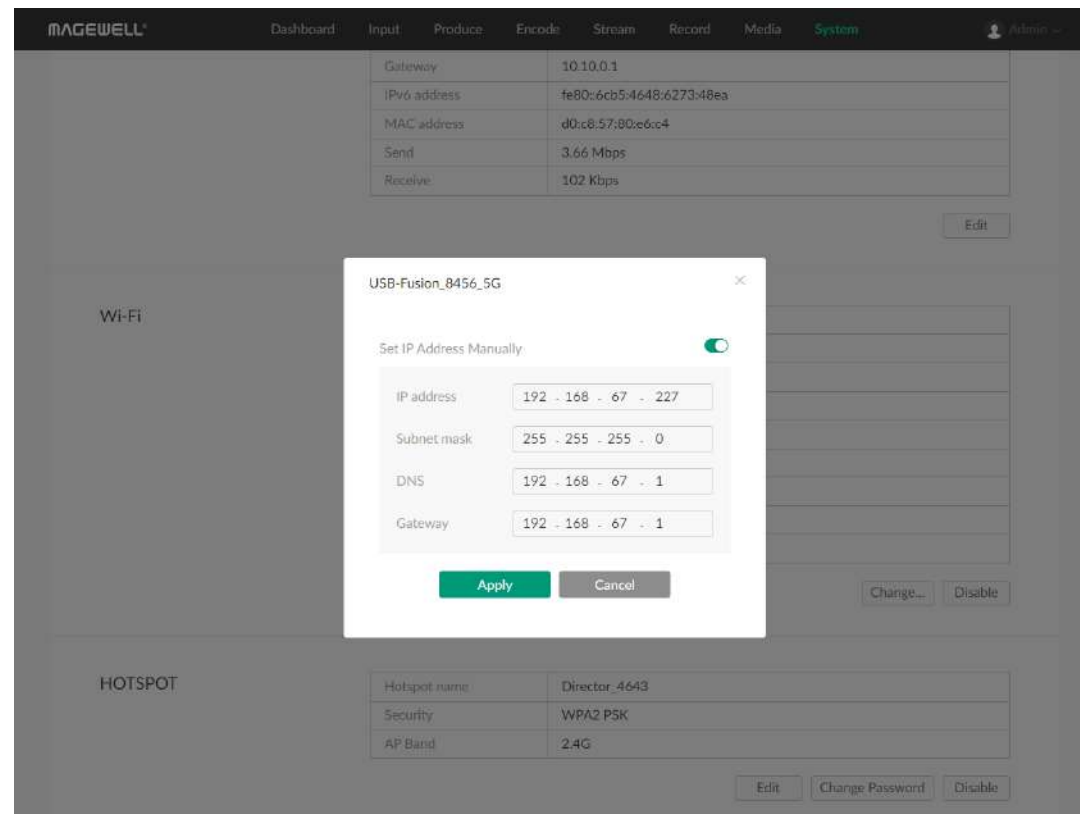 MAGEWELL Dashboard Input Produce Encode Stream Record Media System Admin
Gateway 10.10.0.1
IPv6 address fe80::6cb5:4648:6273:48ea
MAC address d0:c8:57:80:e6:c4
Send 3.66 Mbps
Receive 102 Kbps
Edit
USB-Fusion_8456_5G
Wi-Fi
Set IP Address Manually
IP address 192 . 168 . 67 . 227
Subnet mask 255 . 255 . 255 . 0
DNS 192 . 168 . 67 . 1
Gateway 192 . 168 . 67 . 1
Apply Cancel
Change... Disable
HOTSPOT
Hotspot name Director_4643
Security WPA2 PSK
AP Band 2.4G
Edit Change Password Disable